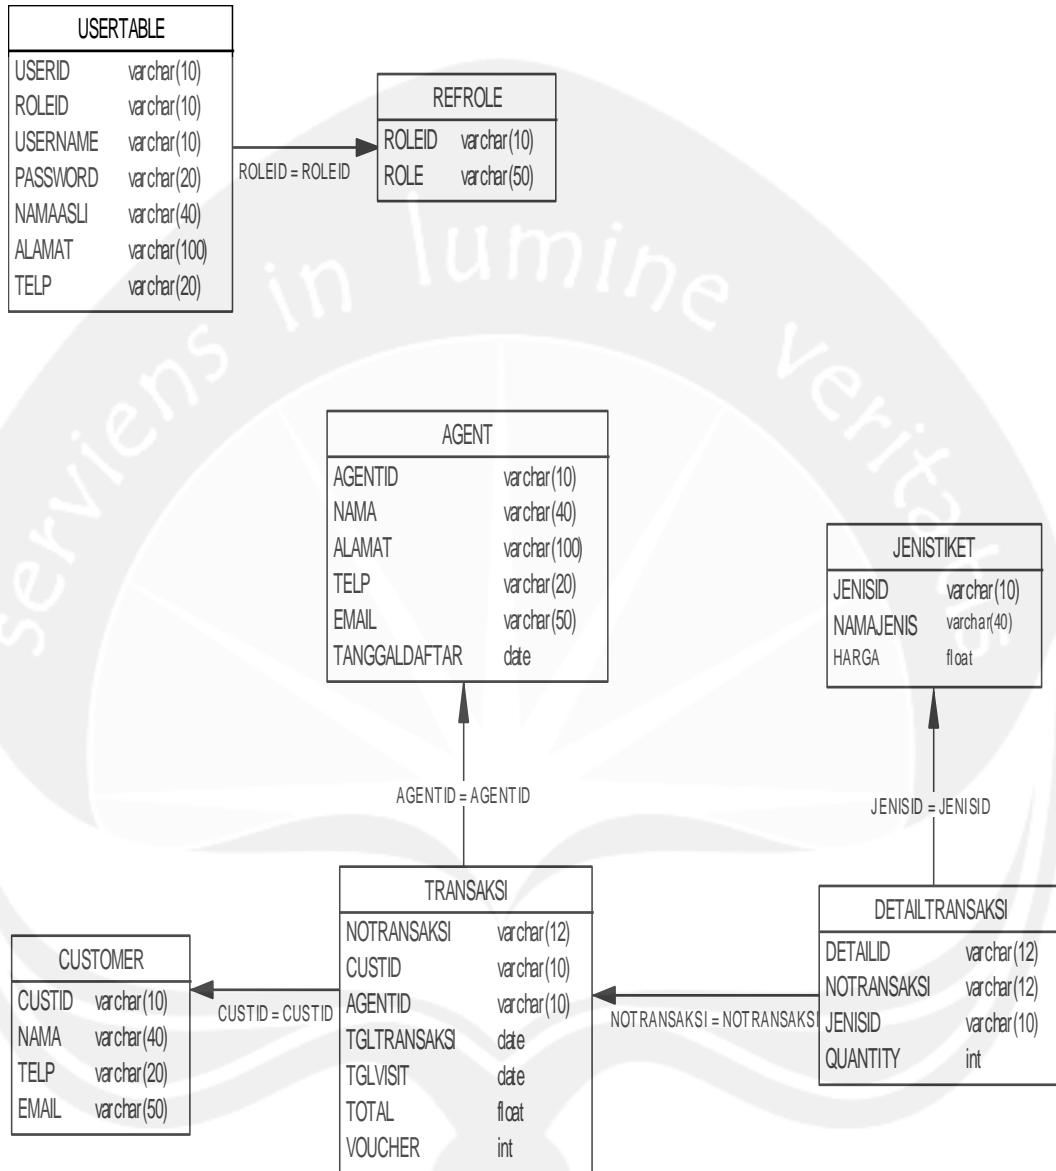 USERTABLE
USERID varchar(10)
ROLEID varchar(10)
USERNAME varchar(10)
PASSWORD varchar(20)
NAMAASLI varchar(40)
ALAMAT varchar(100)
TELP varchar(20)
ROLEID = ROLEID
REFROLE
ROLEID varchar(10)
ROLE varchar(50)
serviens in lumine veritatis
AGENT
AGENTID varchar(10)
NAMA varchar(40)
ALAMAT varchar(100)
TELP varchar(20)
EMAIL varchar(50)
TANGGALDAFTAR date
JENISTIKET
JENISID varchar(10)
NAMAJENIS varchar(40)
HARGA float
AGENTID = AGENTID
JENISID = JENISID
CUSTOMER
CUSTID varchar(10)
NAMA varchar(40)
TELP varchar(20)
EMAIL varchar(50)
CUSTID = CUSTID
TRANSAKSI
NOTRANSAKSI varchar(12)
CUSTID varchar(10)
AGENTID varchar(10)
TGLTRANSAKSI date
TGLVISIT date
TOTAL float
VOUCHER int
NOTRANSAKSI = NOTRANSAKSI
DETAILTRANSAKSI
DETAILID varchar(12)
NOTRANSAKSI varchar(12)
JENISID varchar(10)
QUANTITY int